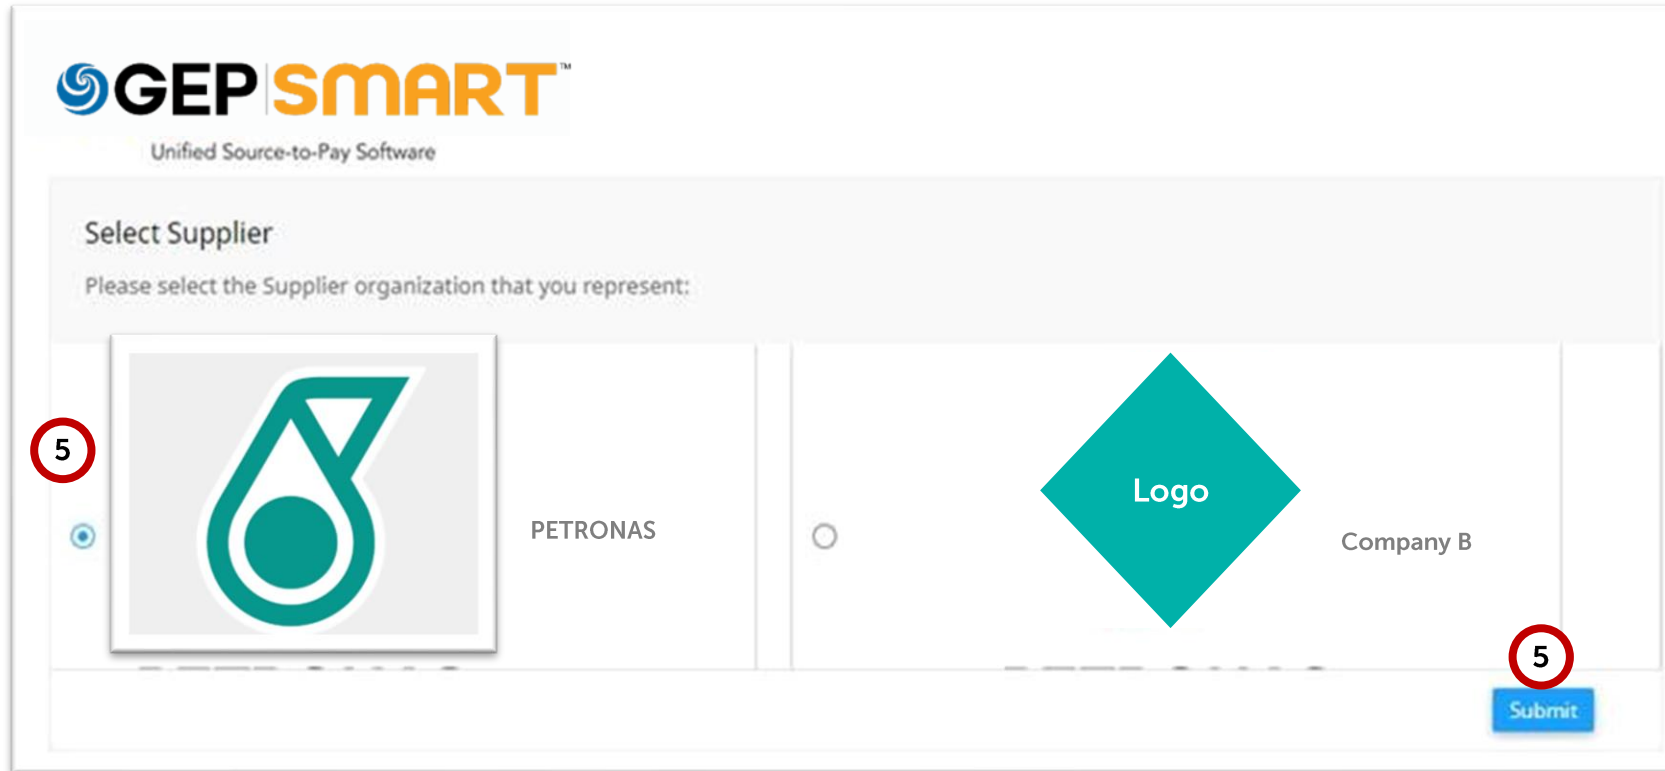 GEP SMART™
Unified Source-to-Pay Software
Select Supplier
Please select the Supplier organization that you represent:
5
PETRONAS
Logo
Company B
5
Submit